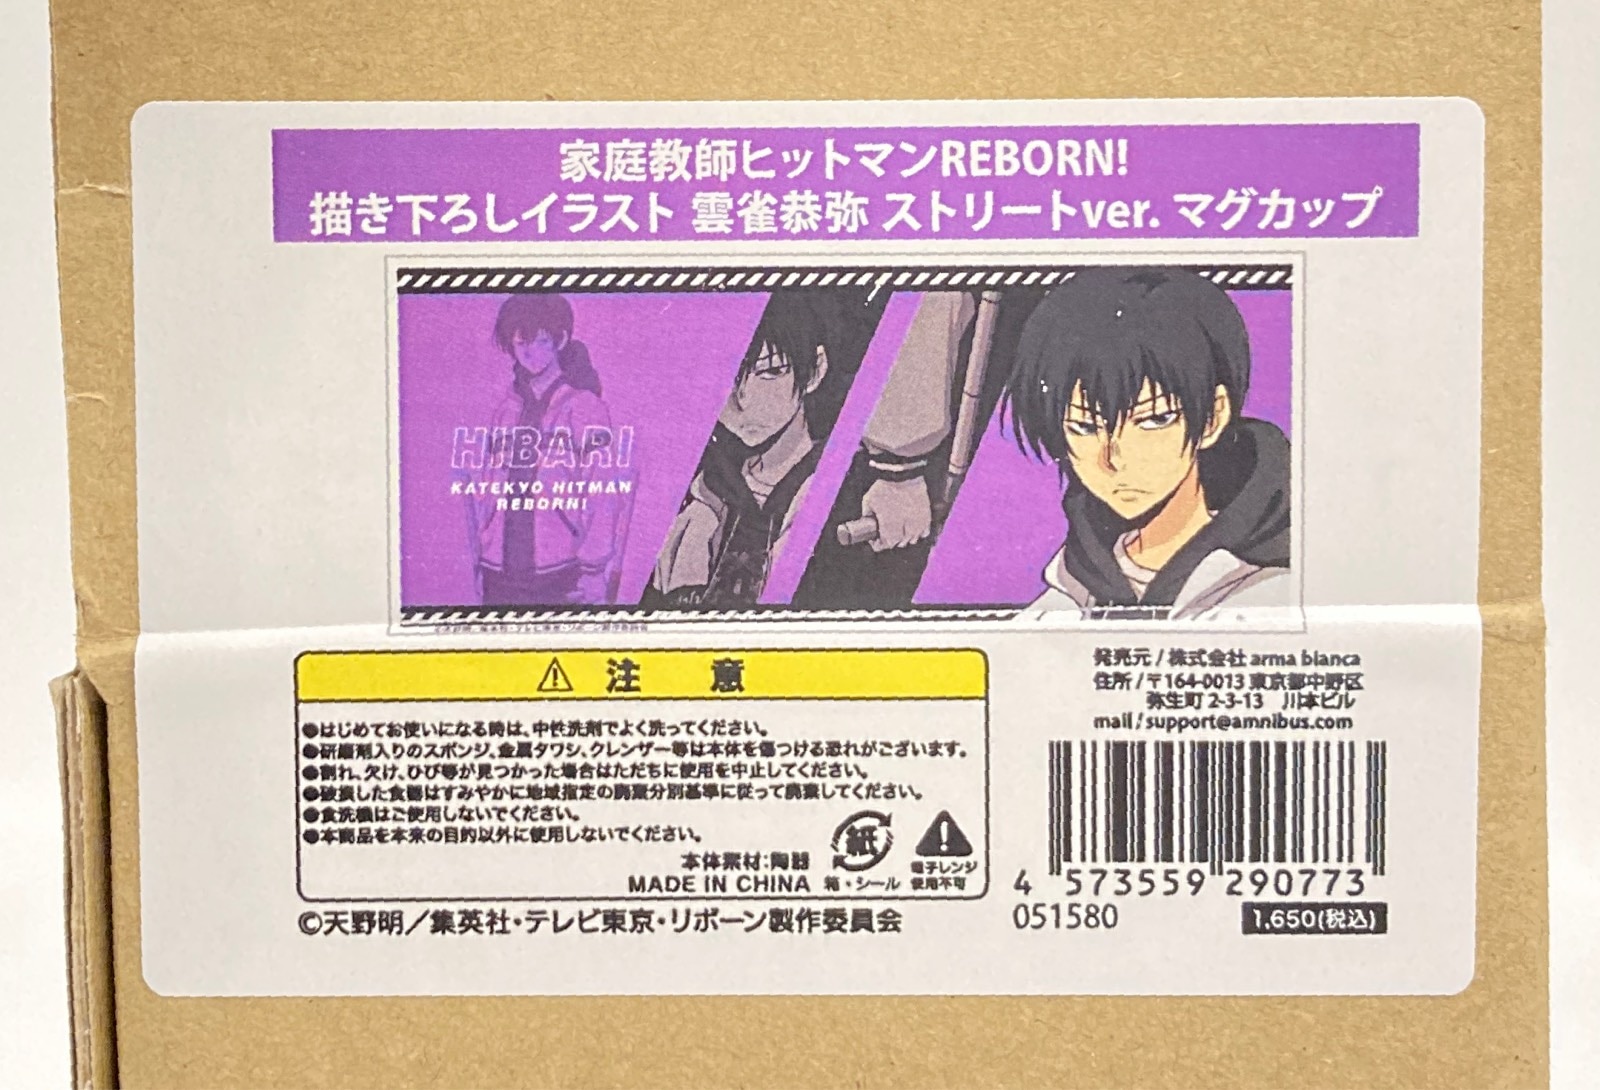 家庭教師ヒットマンREBORN!
描き下ろしイラスト 雲雀恭弥 ストリートver. マグカップ
HIBARI
KATEKYO HITMAN
REBORN!
発売元/株式会社 arma bianca
住所/〒164-0013 東京都中野区
弥生町 2-3-13 川本ビル
mail/support@amnibus.com
注 意
●はじめてお使いになる時は、中性洗剤でよく洗ってください。
●研磨剤入りのスポンジ、金属タワシ、クレンザー等は本体を傷つける恐れがございます。
●割れ、欠け、ひび等が見つかった場合はただちに使用を中止してください。
●破損した食器はすみやかに地域指定の廃棄分別基準に従って廃棄してください。
●食洗機はご使用しないでください。
●本商品を本来の目的以外に使用しないでください。
本体素材:陶器
MADE IN CHINA
紙
箱・シール
電子レンジ
使用不可
4 573559 290773
051580
1,650(税込)
©天野明/集英社・テレビ東京・リボーン製作委員会